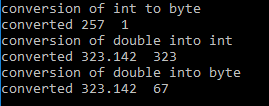 conversion of int to byte
converted 257  1
conversion of double into int
converted 323.142  323
conversion of double into byte
converted 323.142  67